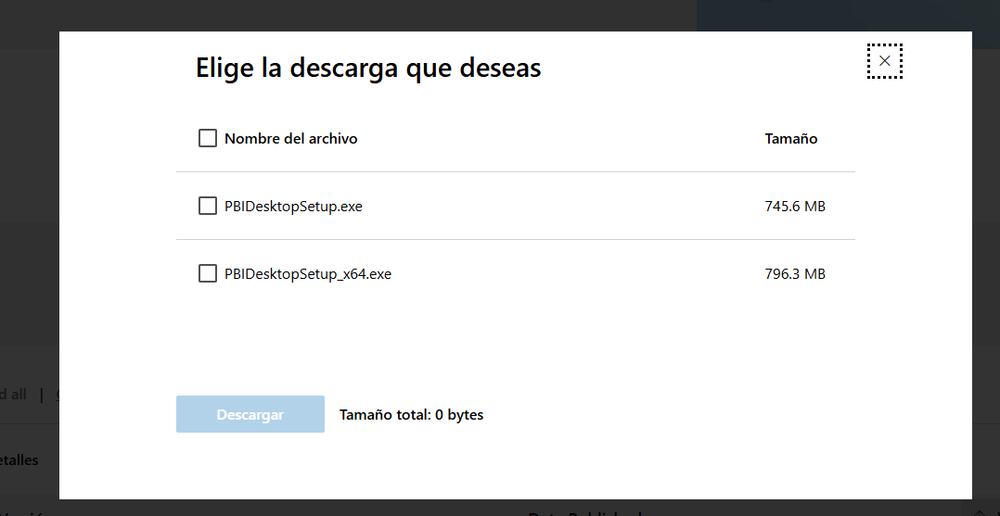 Elige la descarga que deseas
Nombre del archivo Tamaño
PBIDesktopSetup.exe 745.6 MB
PBIDesktopSetup_x64.exe 796.3 MB
d all |
Descargar Tamaño total: 0 bytes
etalles